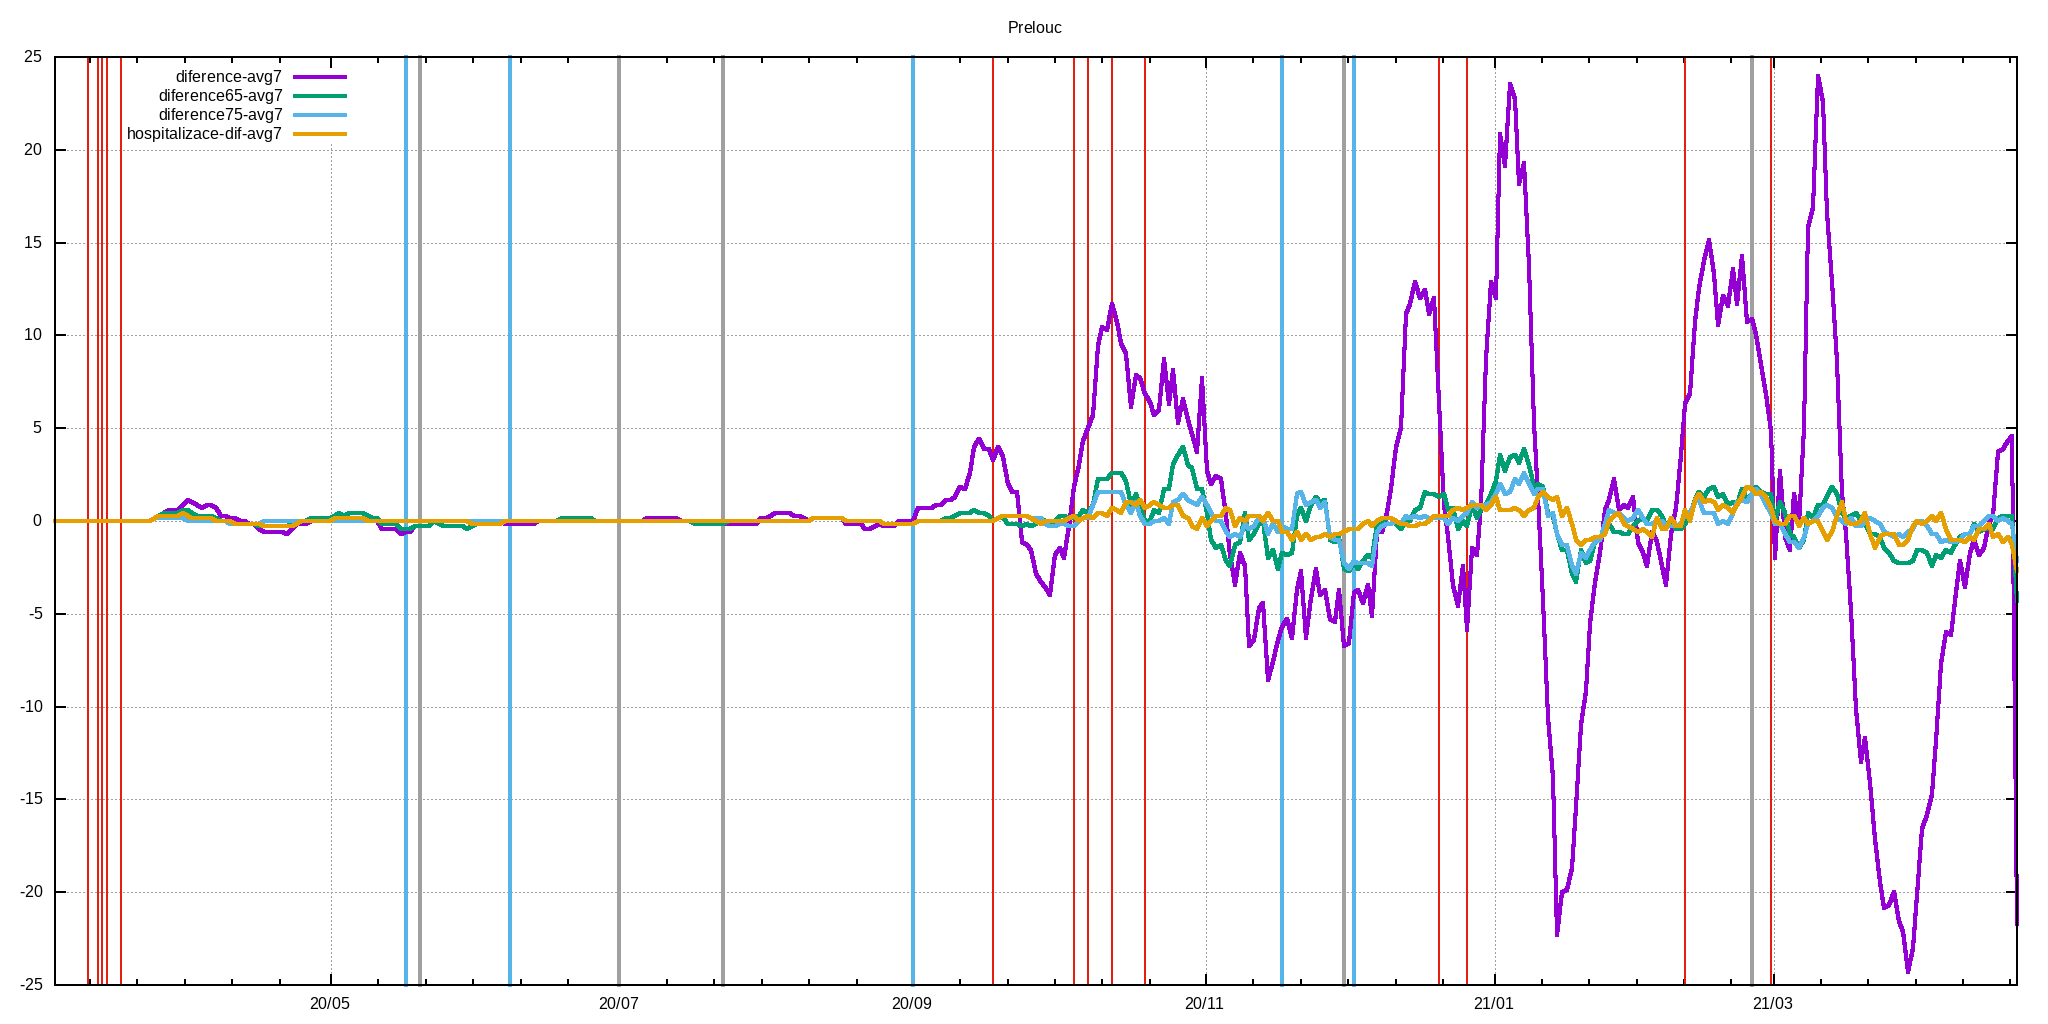 Prelouc
diference-avg7
diference65-avg7
diference75-avg7
hospitalizace-dif-avg7
25
20
15
10
5
0
-5
-10
-15
-20
-25
20/05 20/07 20/09 20/11 21/01 21/03